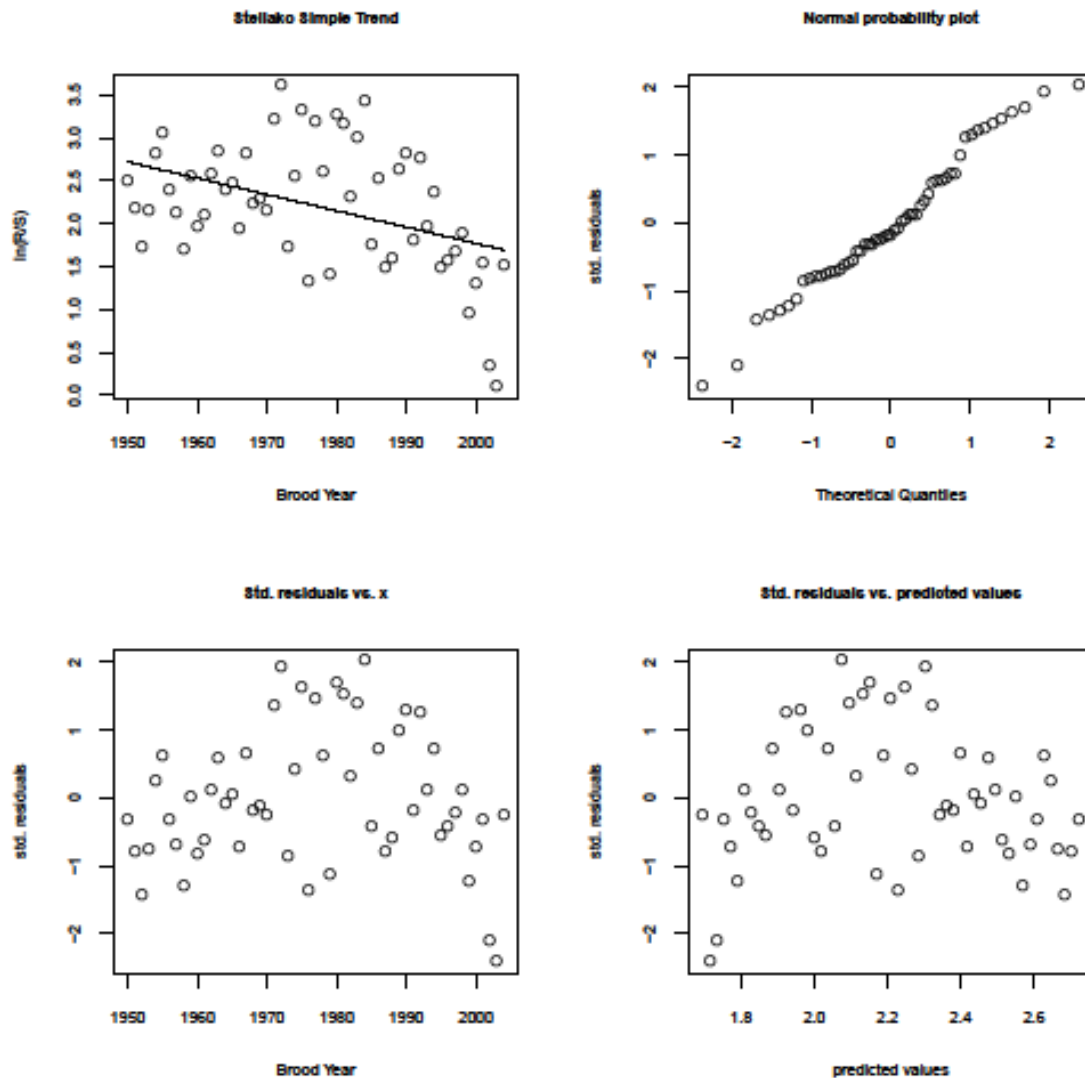 Stellako Simple Trend
ln(R/S)
3.5
3.0
2.5
2.0
1.5
1.0
0.5
0.0
1950 1960 1970 1980 1990 2000
Brood Year
Normal probability plot
std. residuals
2
1
0
−1
−2
−2 −1 0 1 2
Theoretical Quantiles
Std. residuals vs. x
std. residuals
2
1
0
−1
−2
1950 1960 1970 1980 1990 2000
Brood Year
Std. residuals vs. predicted values
std. residuals
2
1
0
−1
−2
1.8 2.0 2.2 2.4 2.6
predicted values